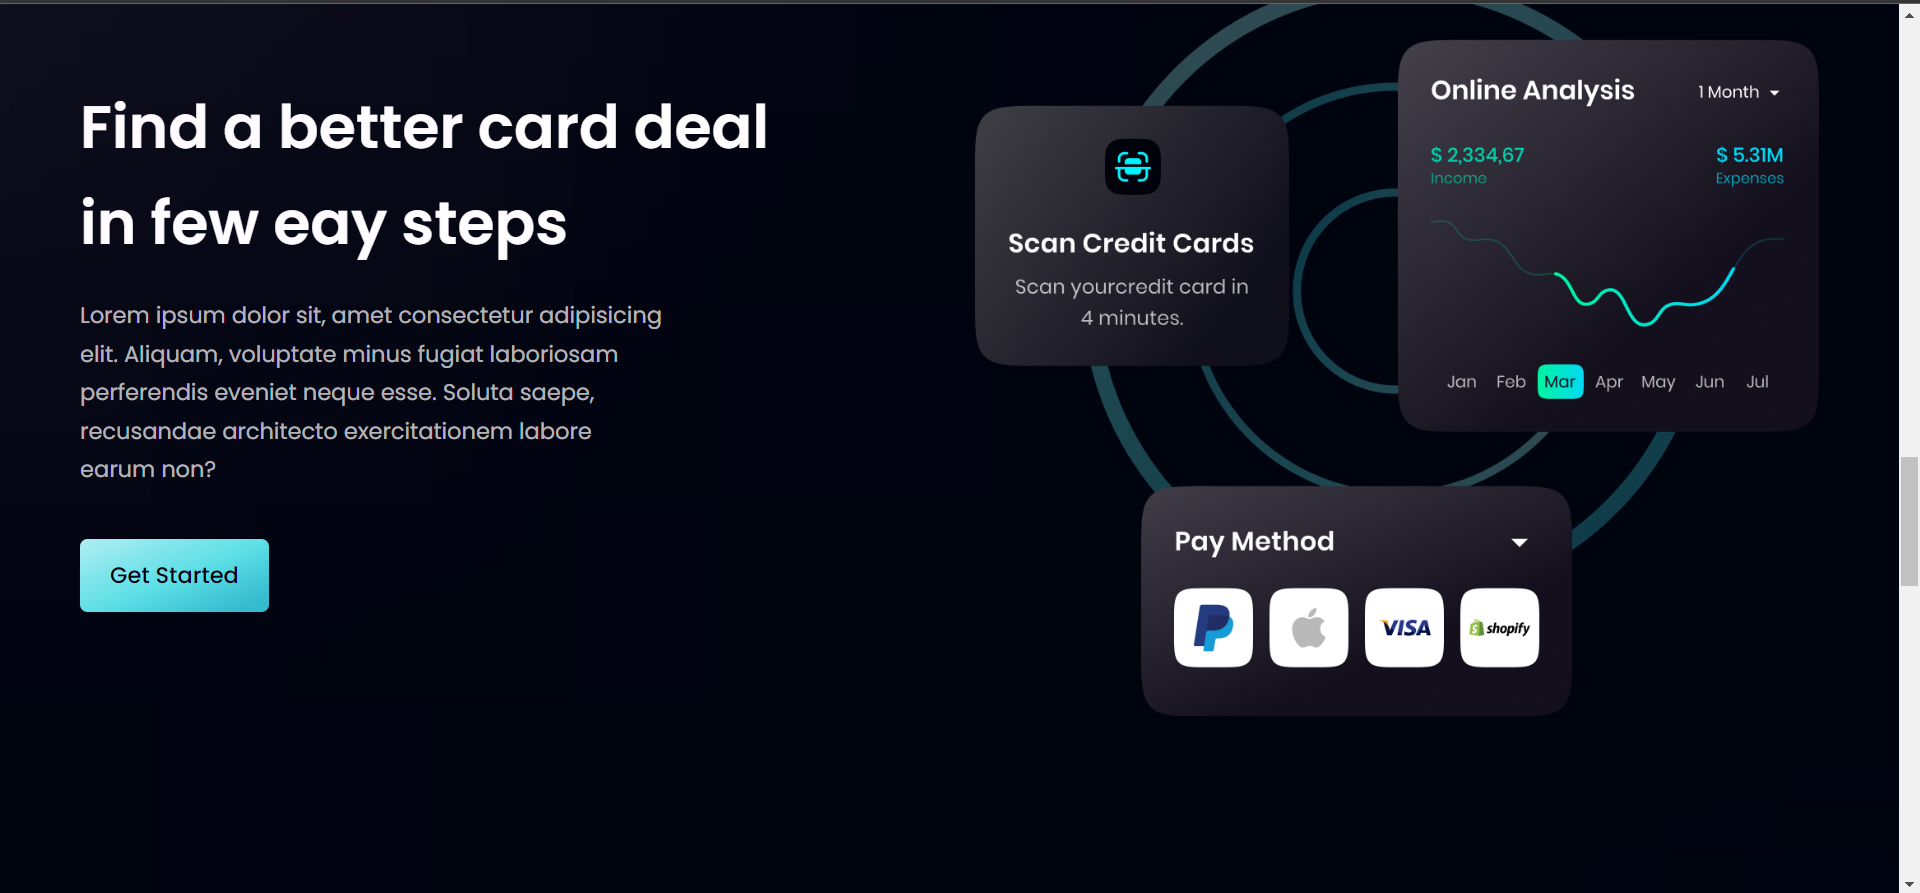 Find a better card deal
in few eay steps
Lorem ipsum dolor sit, amet consectetur adipisicing
elit. Aliquam, voluptate minus fugiat laboriosam
perferendis eveniet neque esse. Soluta saepe,
recusandae architecto exercitationem labore
earum non?
Get Started
Scan Credit Cards
Scan yourcredit card in
4 minutes.
Online Analysis
1 Month
$ 2,334,67
$ 5.31M
Income
Expenses
Jan Feb Mar Apr May Jun Jul
Pay Method
VISA
shopify